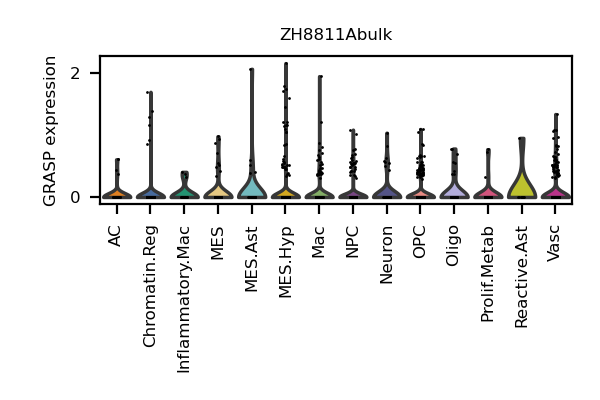 ZH8811Abulk
GRASP expression
2
0
AC
Chromatin.Reg
Inflammatory.Mac
MES
MES.Ast
MES.Hyp
Mac
NPC
Neuron
OPC
Oligo
Prolif.Metab
Reactive.Ast
Vasc